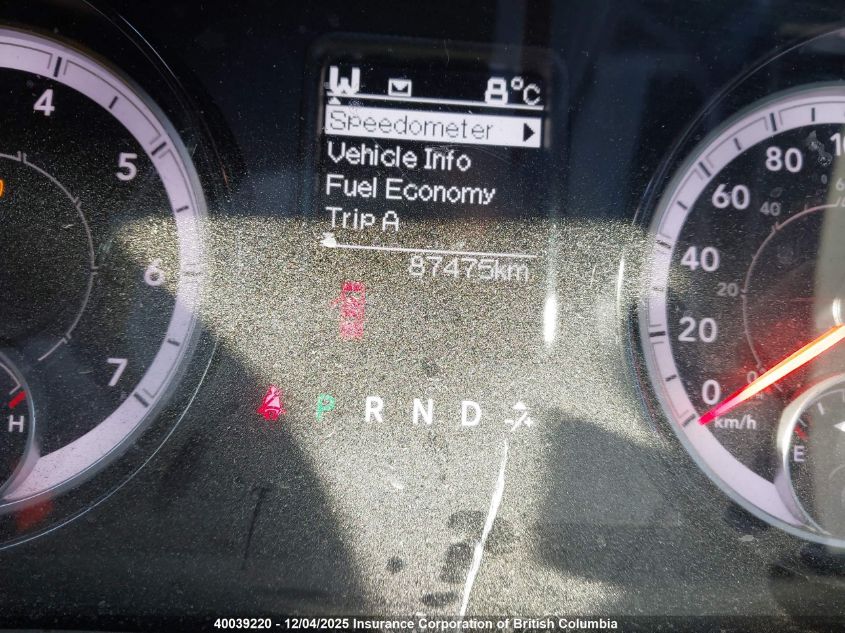 W 8°C
Speedometer
Vehicle Info
Fuel Economy
Trip A
87475km
4
5
6
7
H
P R N D
80
60
40
20
0
km/h
40
20
0
E
40039220 - 12/04/2025 Insurance Corporation of British Columbia